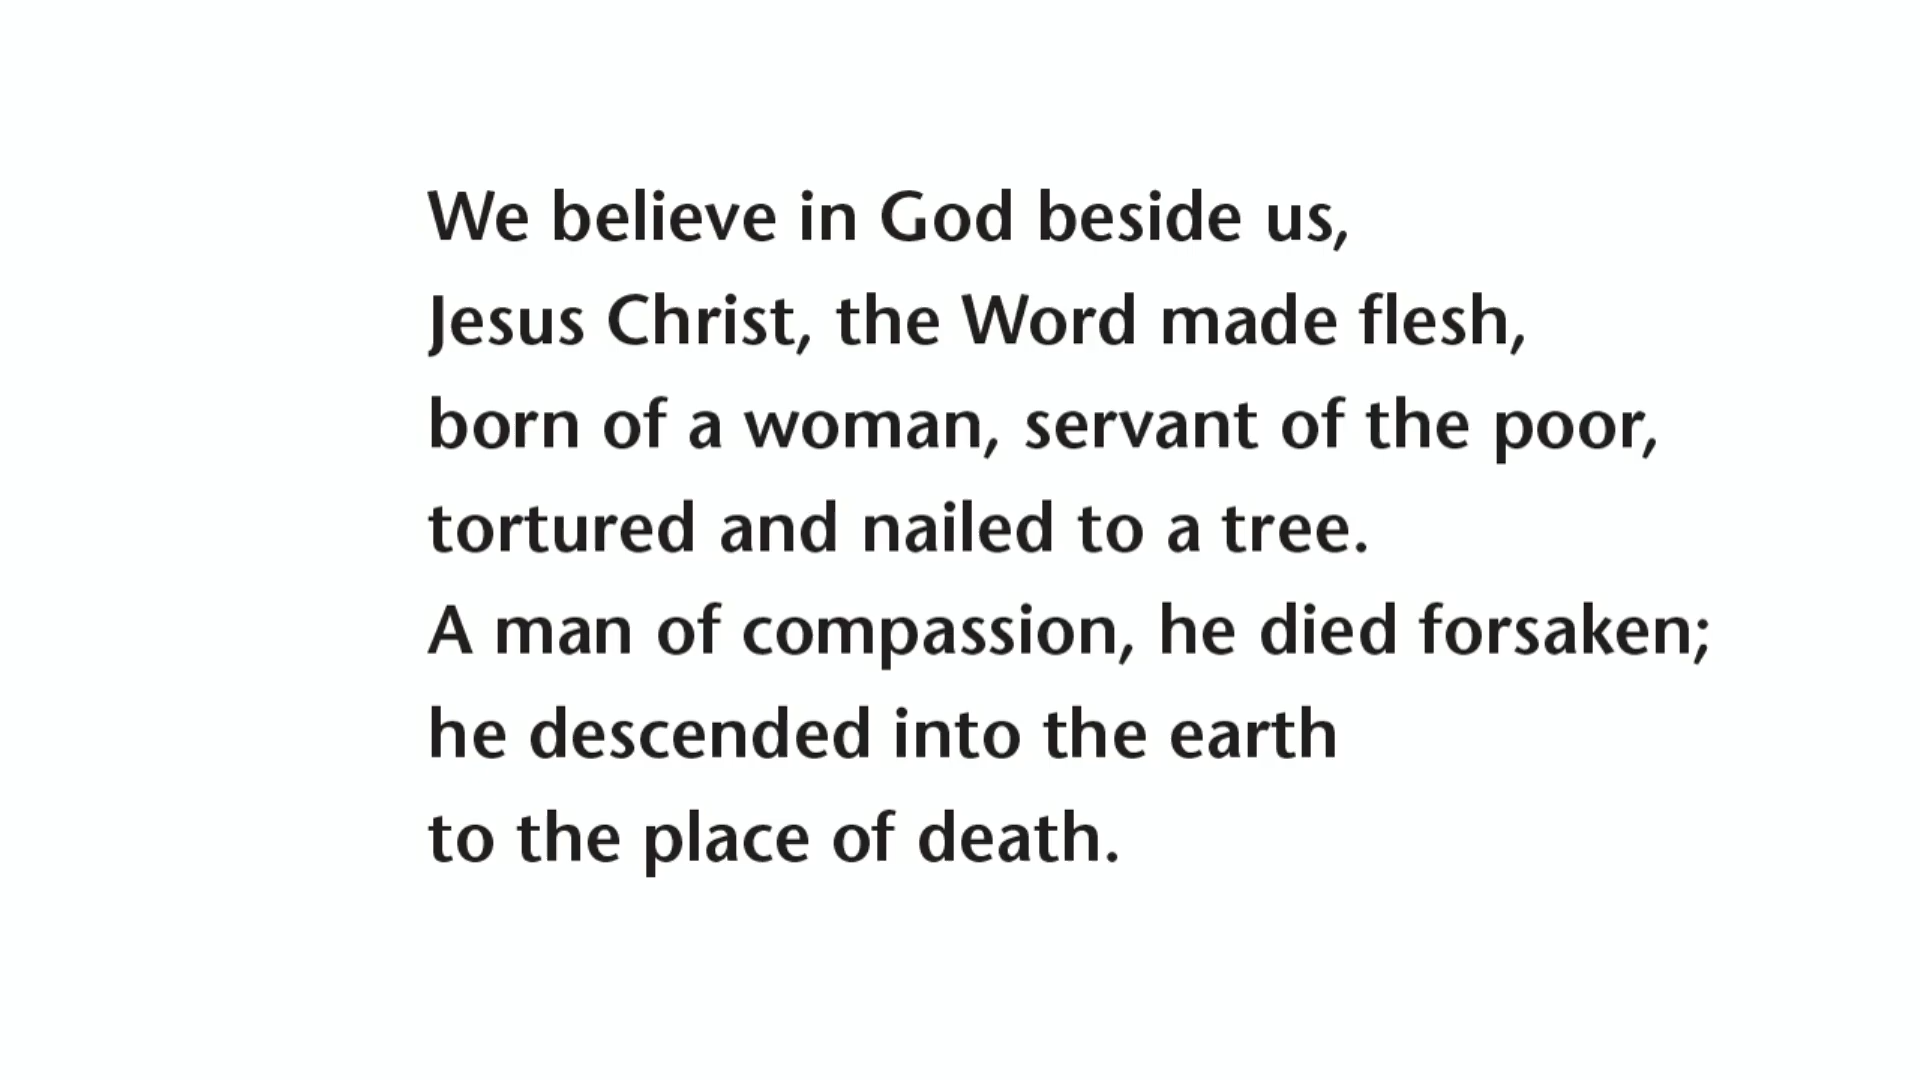 We believe in God beside us,
Jesus Christ, the Word made flesh,
born of a woman, servant of the poor,
tortured and nailed to a tree.
A man of compassion, he died forsaken;
he descended into the earth
to the place of death.